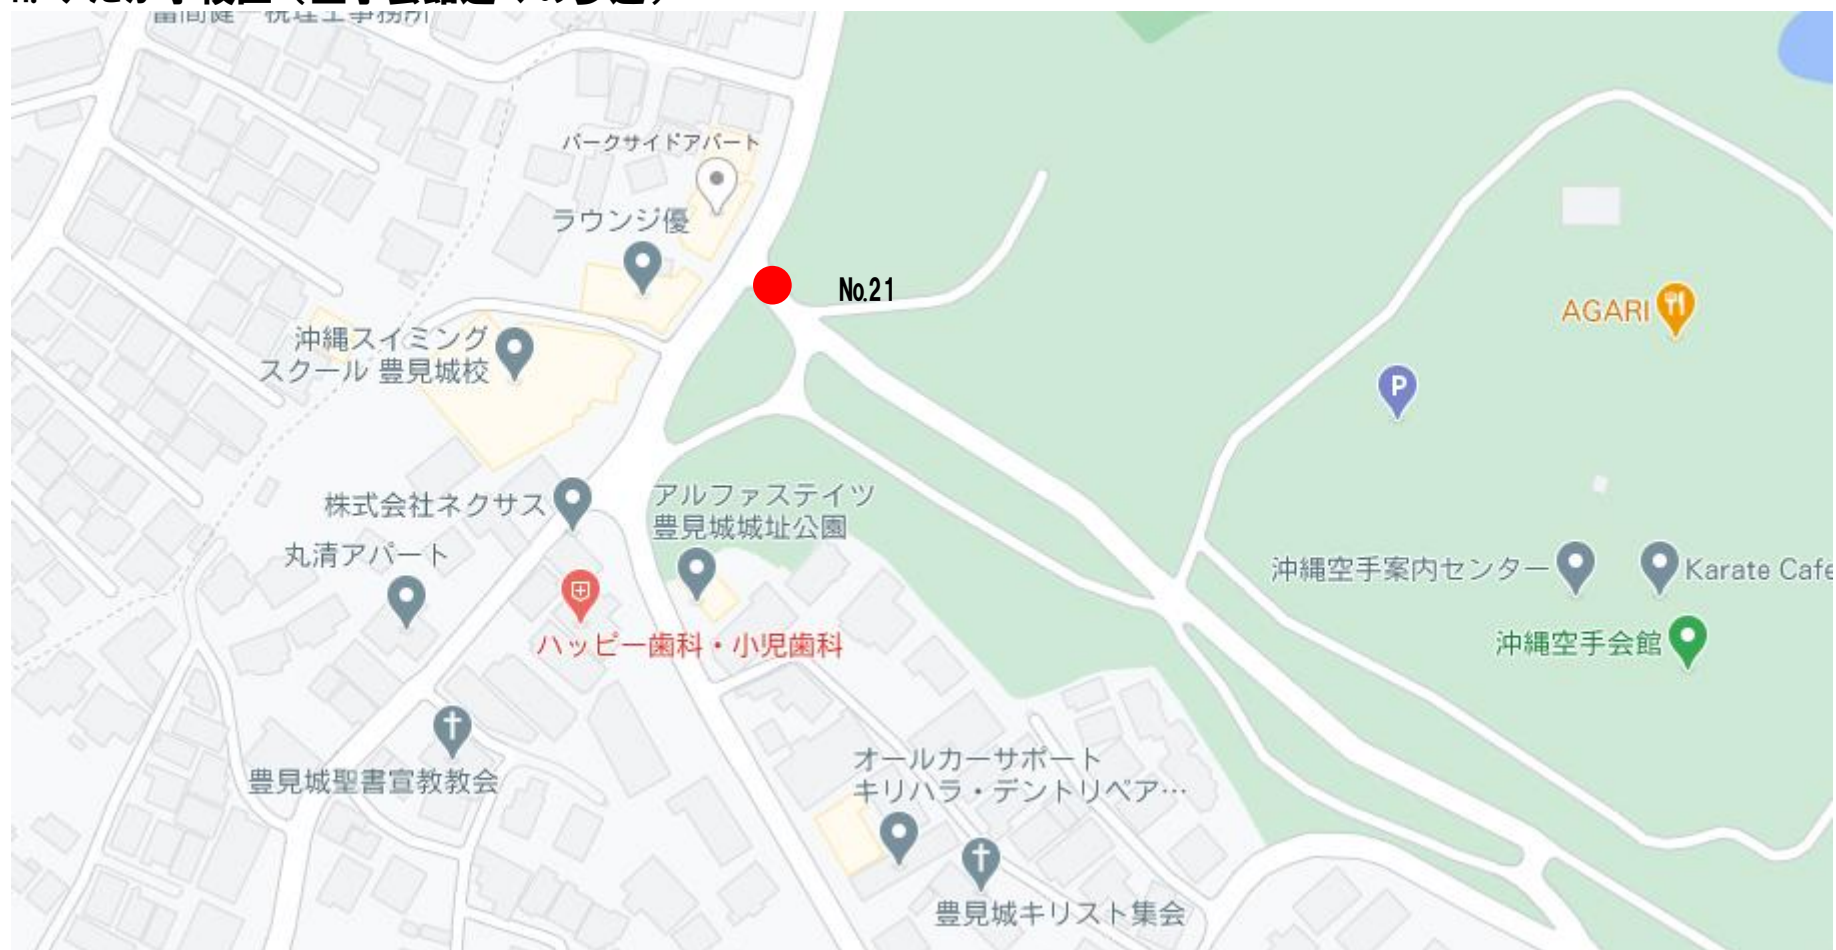 パークサイドアパート
ラウンジ優
No.21
AGARI
沖縄スイミング
スクール 豊見城校
P
株式会社ネクサス
アルファステイツ
豊見城城址公園
丸清アパート
沖縄空手案内センター
Karate Cafe
ハッピー歯科・小児歯科
沖縄空手会館
豊見城聖書宣教教会
オールカーサポート
キリハラ・デントリペア…
豊見城キリスト集会